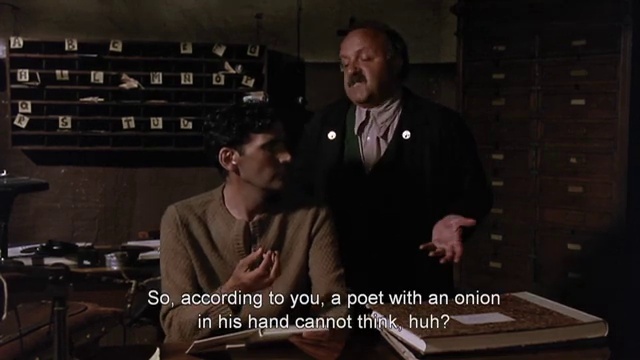 A B C E
L L M N O
Q
R S T U
So, according to you, a poet with an onion
in his hand cannot think, huh?